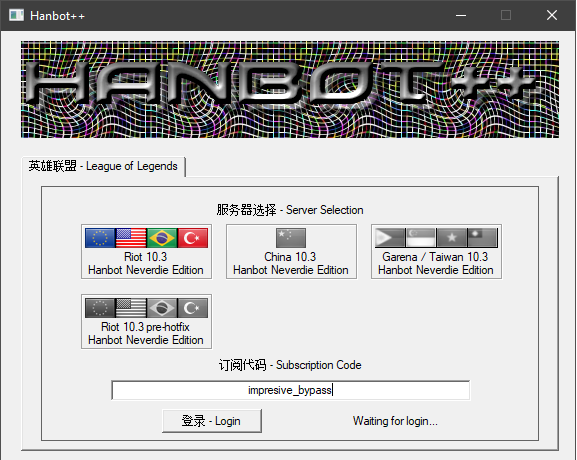 Hanbot++
HANBOT++
英雄联盟 - League of Legends
服务器选择 - Server Selection
Riot 10.3
Hanbot Neverdie Edition
China 10.3
Hanbot Neverdie Edition
Garena / Taiwan 10.3
Hanbot Neverdie Edition
Riot 10.3 pre-hotfix
Hanbot Neverdie Edition
订阅代码 - Subscription Code
impresive_bypass
登录 - Login
Waiting for login...